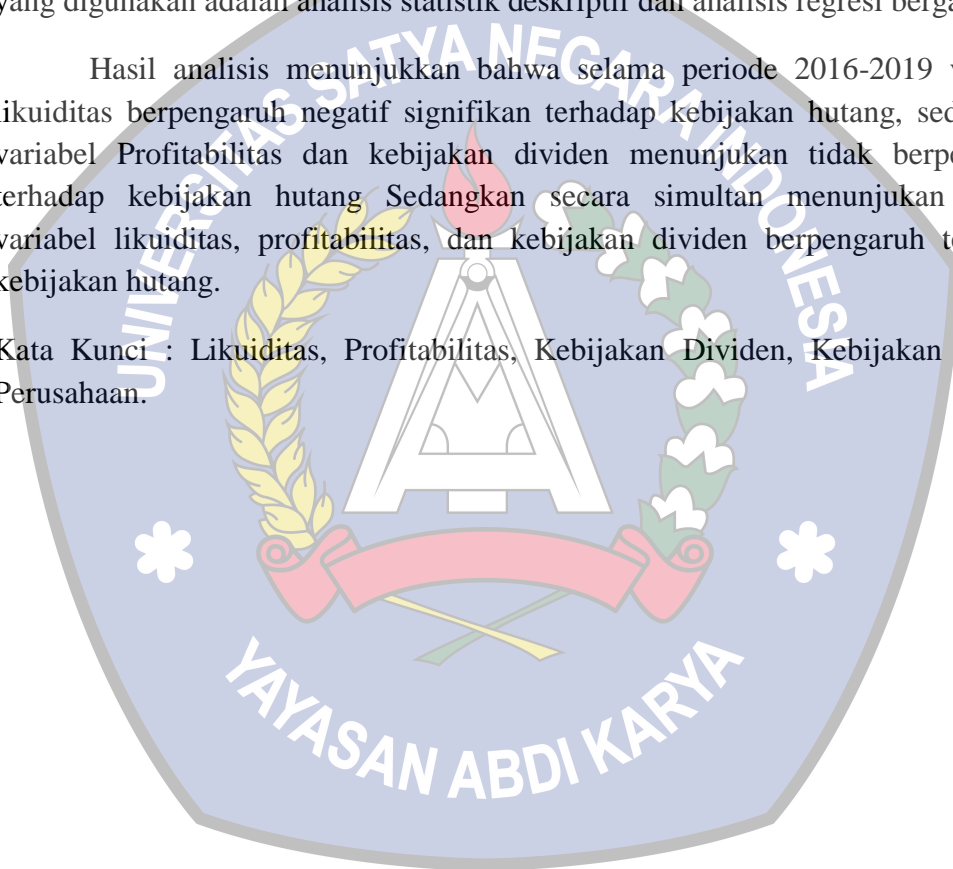 yang digunakan adalah analisis statistik deskriptif dan analisis regresi berga
Hasil analisis menunjukkan bahwa selama periode 2016-2019 v
likuiditas berpengaruh negatif signifikan terhadap kebijakan hutang, sed
variabel Profitabilitas dan kebijakan dividen menunjukan tidak berpe
terhadap kebijakan hutang Sedangkan secara simultan menunjukan
variabel likuiditas, profitabilitas, dan kebijakan dividen berpengaruh te
kebijakan hutang.
Kata Kunci : Likuiditas, Profitabilitas, Kebijakan Dividen, Kebijakan
Perusahaan.
UNIVERSITAS SATYA NEGARA INDONESIA
YAYASAN ABDI KARYA